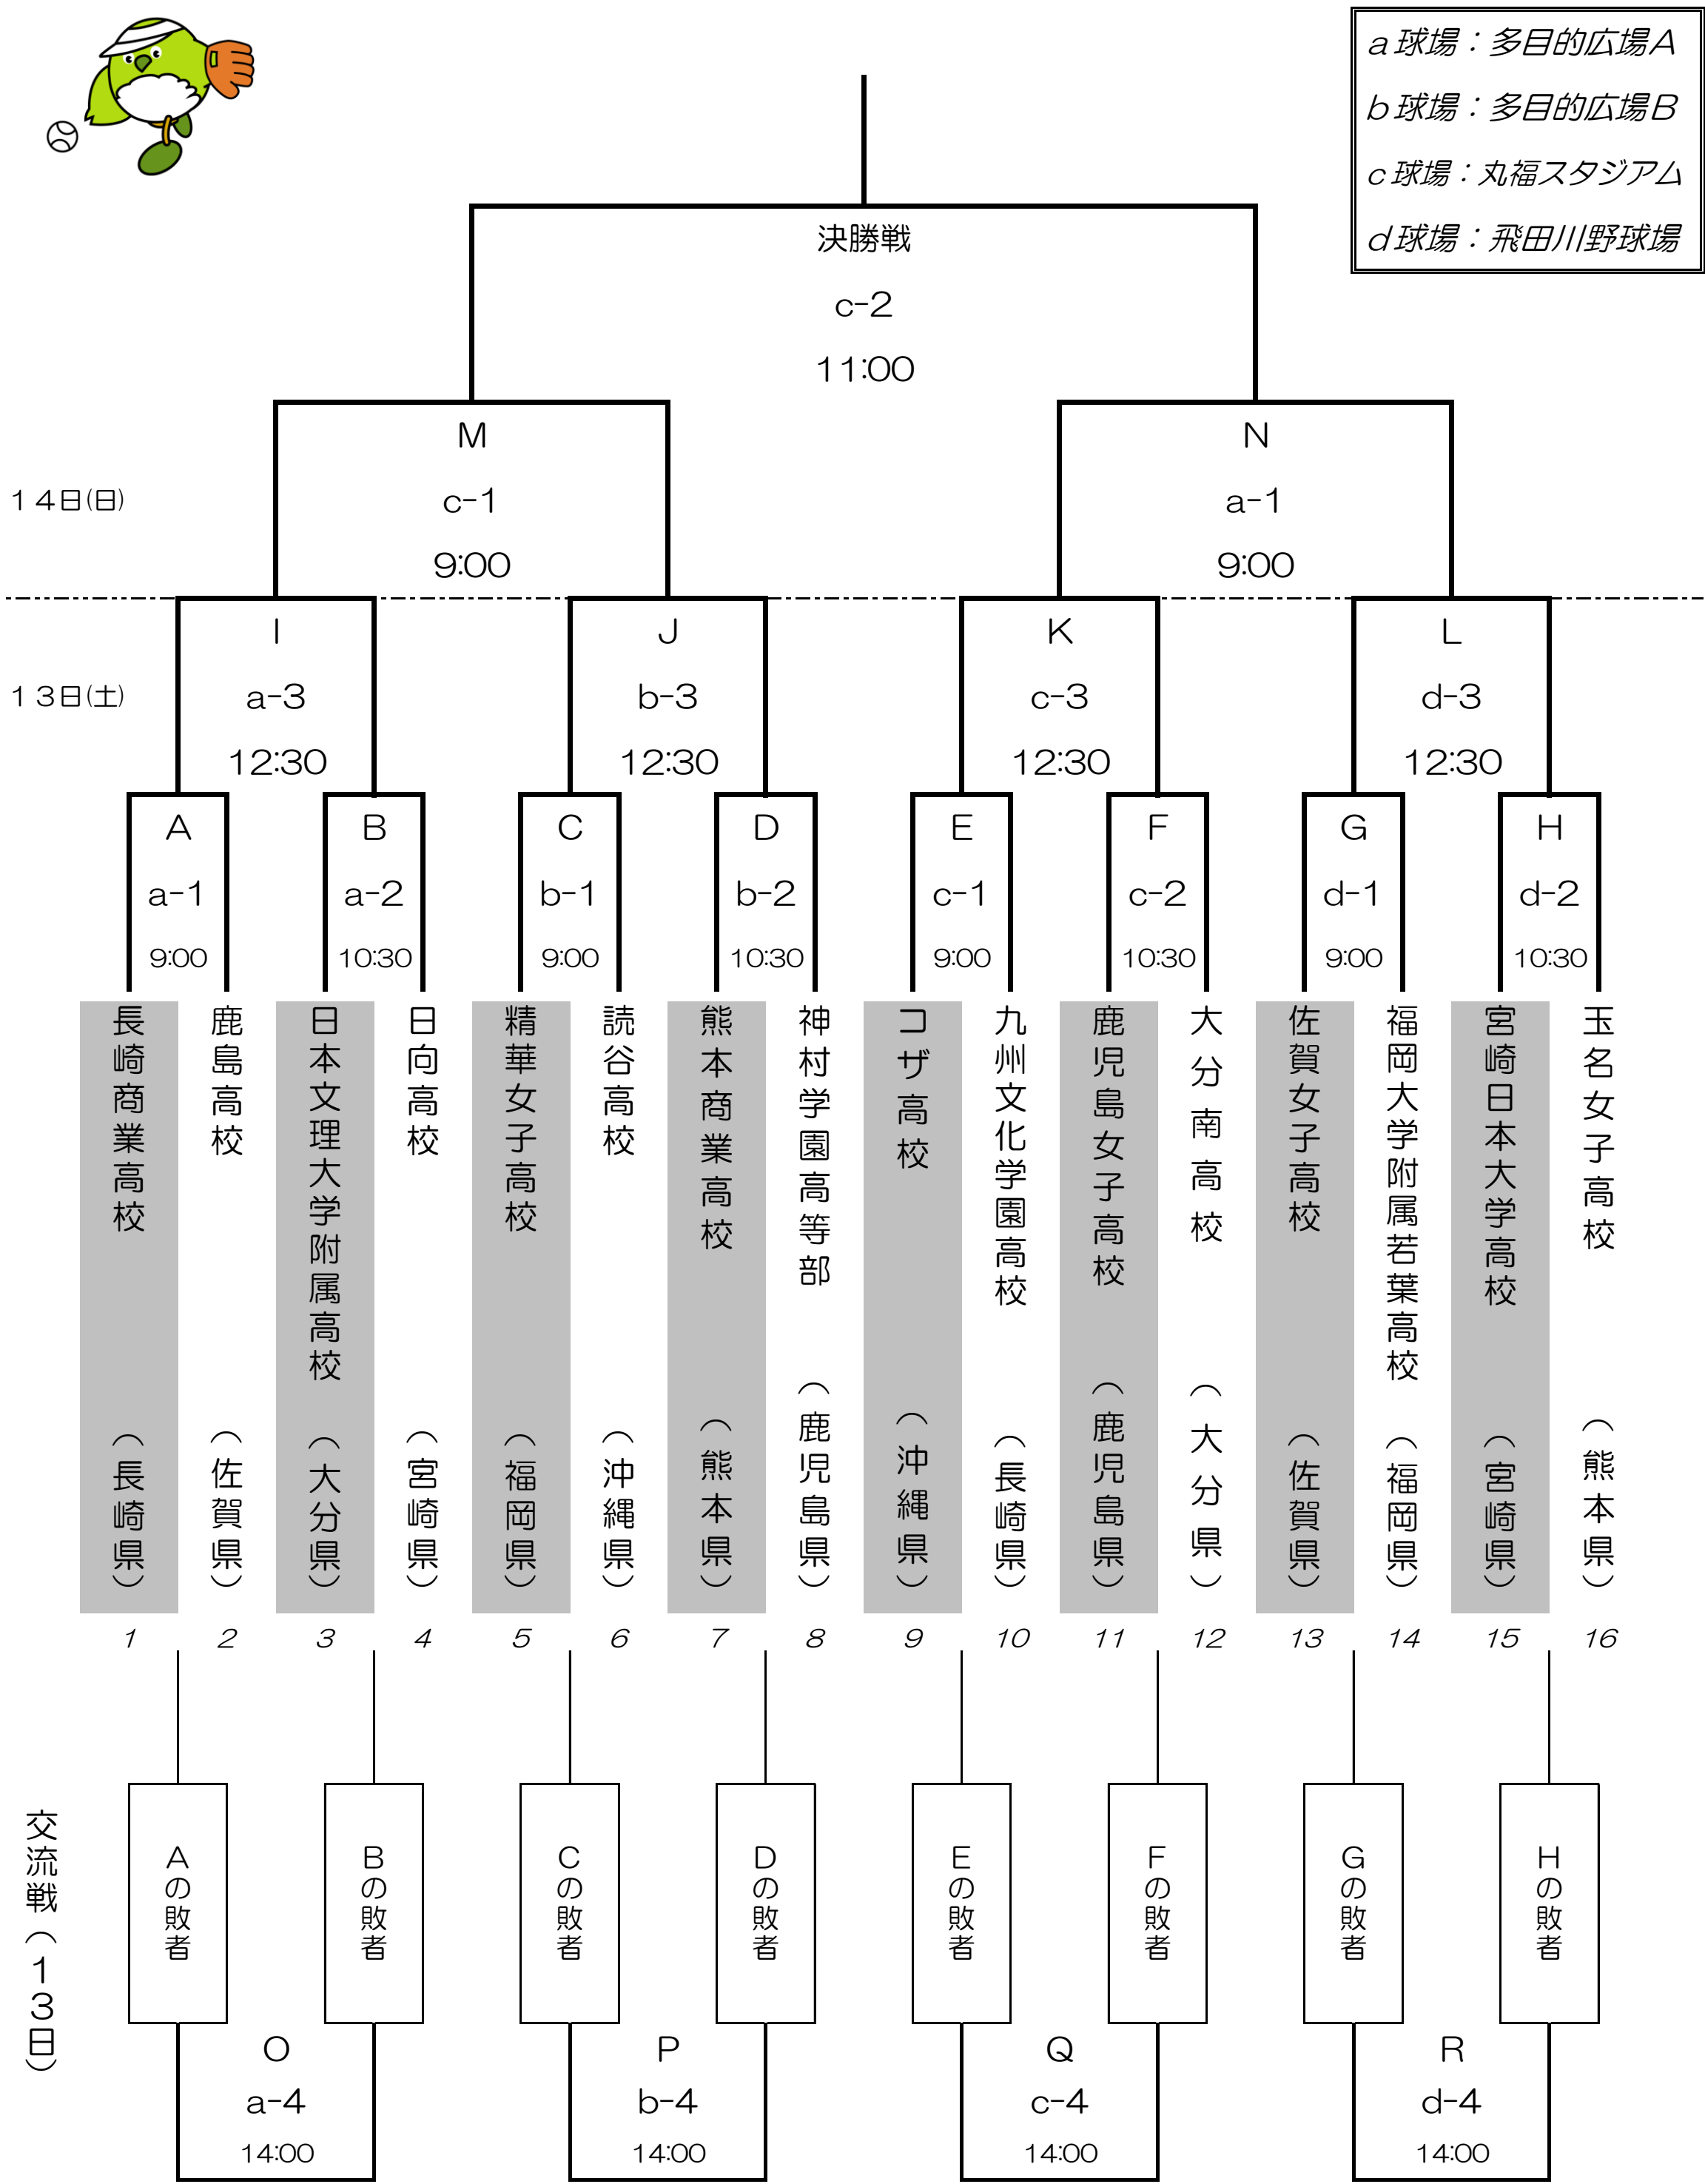 a球場：多目的広場A
b球場：多目的広場B
c球場：丸福スタジアム
d球場：飛田川野球場
決勝戦
c-2
11:00
M
c-1
9:00
N
a-1
9:00
14日(日)
13日(土)
I
a-3
12:30
J
b-3
12:30
K
c-3
12:30
L
d-3
12:30
A
a-1
9:00
B
a-2
10:30
C
b-1
9:00
D
b-2
10:30
E
c-1
9:00
F
c-2
10:30
G
d-1
9:00
H
d-2
10:30
長崎商業高校（長崎県）
1
鹿島高校（佐賀県）
2
日本文理大学附属高校（大分県）
3
日向高校（宮崎県）
4
精華女子高校（福岡県）
5
読谷高校（沖縄県）
6
熊本商業高校（熊本県）
7
神村学園高等部（鹿児島県）
8
コザ高校（沖縄県）
9
九州文化学園高校（長崎県）
10
鹿児島女子高校（鹿児島県）
11
大分南高校（大分県）
12
佐賀女子高校（佐賀県）
13
福岡大学附属若葉高校（福岡県）
14
宮崎日本大学高校（宮崎県）
15
玉名女子高校（熊本県）
16
交流戦（13日）
Aの敗者
Bの敗者
Cの敗者
Dの敗者
Eの敗者
Fの敗者
Gの敗者
Hの敗者
O
a-4
14:00
P
b-4
14:00
Q
c-4
14:00
R
d-4
14:00